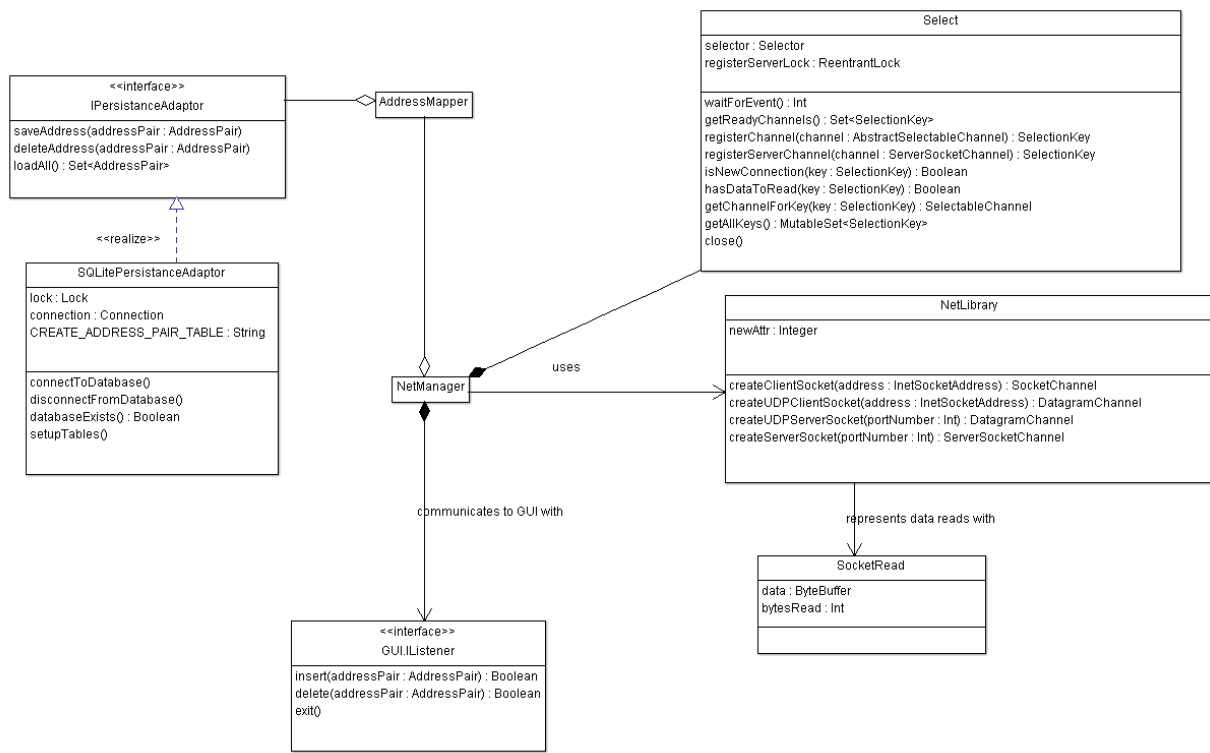 Select
selector : Selector
registerServerLock : ReentrantLock
waitForEvent() : Int
getReadyChannels() : Set<SelectionKey>
registerChannel(channel : AbstractSelectableChannel) : SelectionKey
registerServerChannel(channel : ServerSocketChannel) : SelectionKey
isNewConnection(key : SelectionKey) : Boolean
hasDataToRead(key : SelectionKey) : Boolean
getChannelForKey(key : SelectionKey) : SelectableChannel
getAllKeys() : MutableSet<SelectionKey>
close()
<<interface>>
IPersistanceAdaptor
saveAddress(addressPair : AddressPair)
deleteAddress(addressPair : AddressPair)
loadAll() : Set<AddressPair>
AddressMapper
<<realize>>
SQLitePersistanceAdaptor
lock : Lock
connection : Connection
CREATE_ADDRESS_PAIR_TABLE : String
connectToDatabase()
disconnectFromDatabase()
databaseExists() : Boolean
setupTables()
NetManager
uses
NetLibrary
newAttr : Integer
createClientSocket(address : InetSocketAddress) : SocketChannel
createUDPClientSocket(address : InetSocketAddress) : DatagramChannel
createUDPServerSocket(portNumber : Int) : DatagramChannel
createServerSocket(portNumber : Int) : ServerSocketChannel
communicates to GUI with
represents data reads with
SocketRead
data : ByteBuffer
bytesRead : Int
<<interface>>
GUI.IListener
insert(addressPair : AddressPair) : Boolean
delete(addressPair : AddressPair) : Boolean
exit()